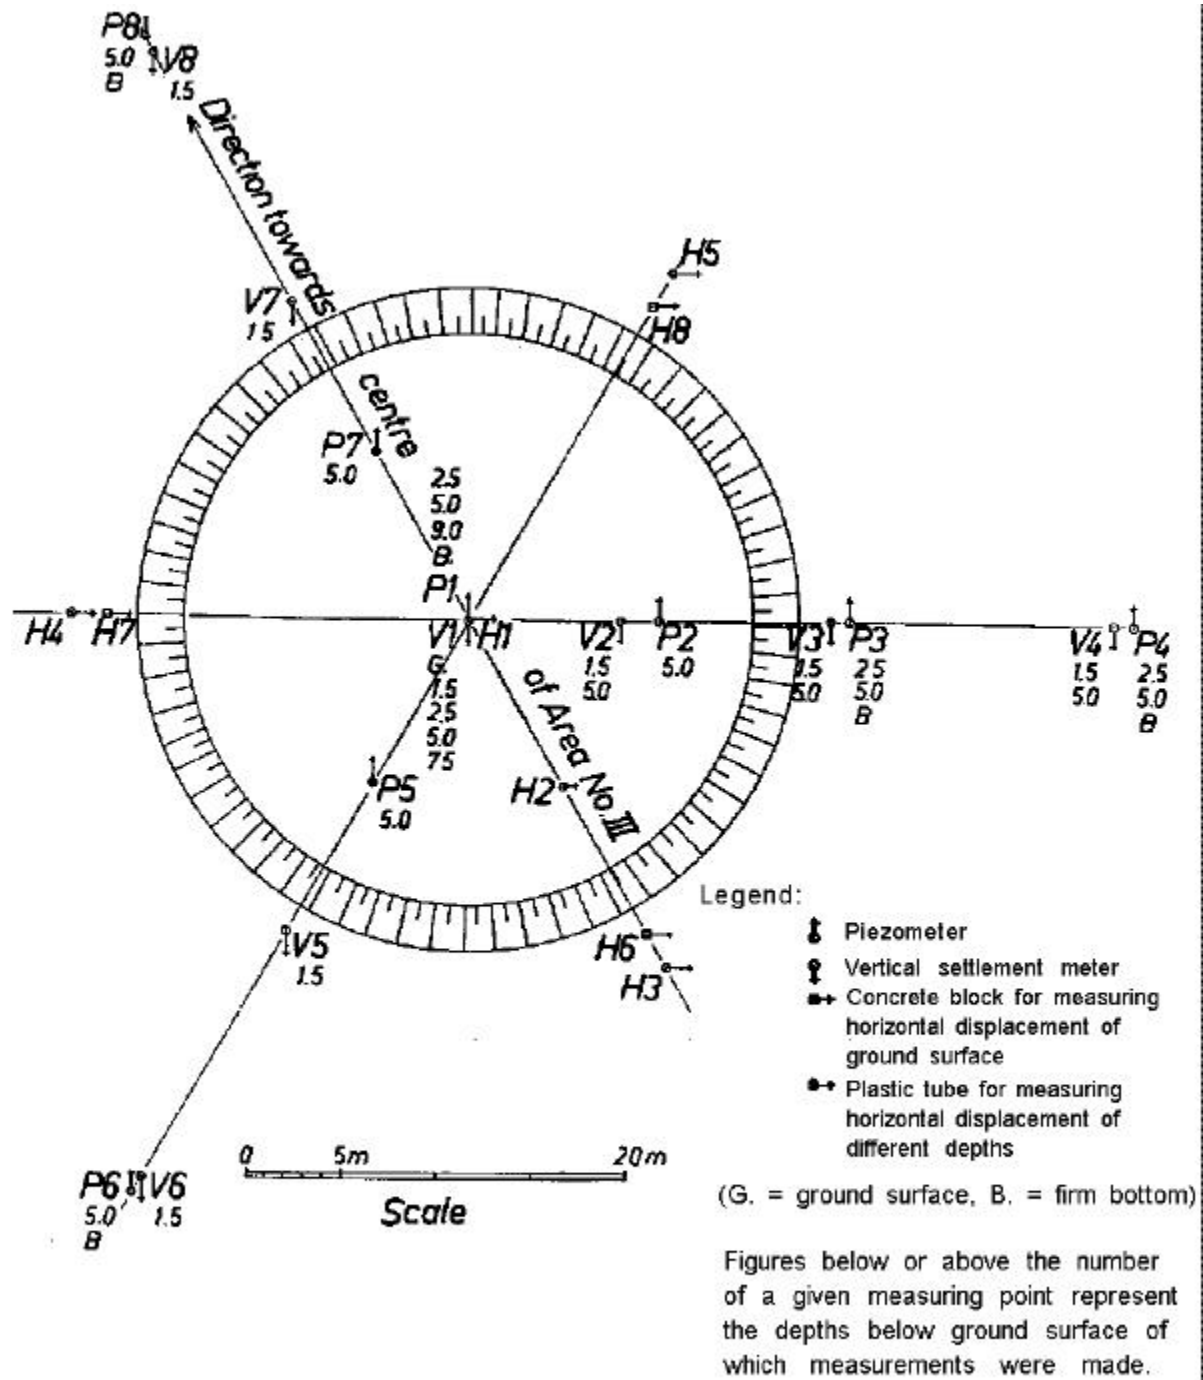 P8
5.0
B
V8
1.5
Direction towards
centre
of Area No. III
H5
H8
V7
1.5
P7
5.0
2.5
5.0
9.0
B.
P1
H4
H7
V1
H1
G.
1.5
2.5
5.0
75
V2
1.5
5.0
P2
5.0
V3
1.5
5.0
P3
2.5
5.0
B
V4
1.5
5.0
P4
2.5
5.0
B
P5
5.0
H2
V5
1.5
H6
H3
P6
5.0
B
V6
1.5
0 5m 20m
Scale
Legend:
Piezometer
Vertical settlement meter
Concrete block for measuring
horizontal displacement of
ground surface
Plastic tube for measuring
horizontal displacement of
different depths
(G. = ground surface, B. = firm bottom)
Figures below or above the number
of a given measuring point represent
the depths below ground surface of
which measurements were made.